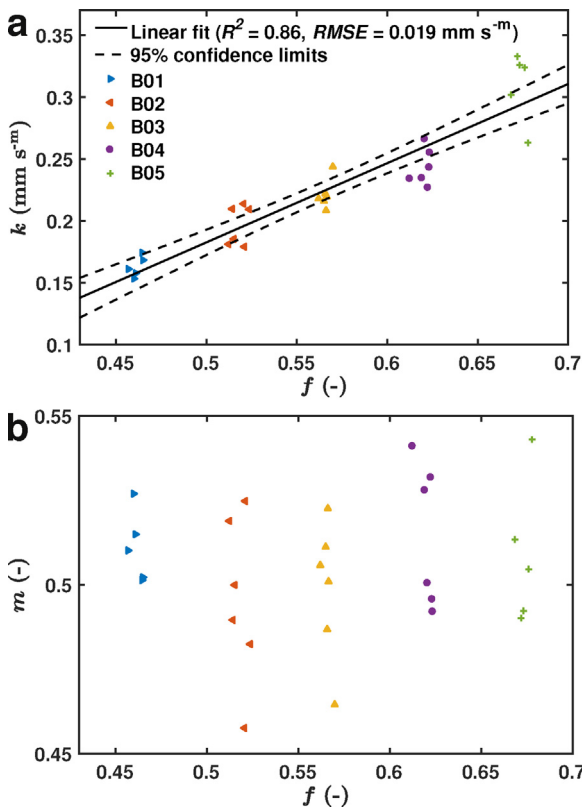 a
Linear fit (R² = 0.86, RMSE = 0.019 mm s⁻ᵐ)
95% confidence limits
B01
B02
B03
B04
B05
0.35
0.3
0.25
0.2
0.15
0.1
k (mm s⁻ᵐ)
0.45 0.5 0.55 0.6 0.65 0.7
f (-)
b
0.55
0.5
0.45
m (-)
0.45 0.5 0.55 0.6 0.65 0.7
f (-)